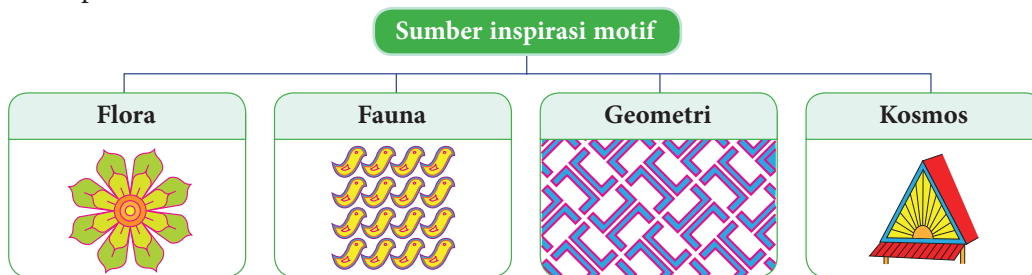 Sumber inspirasi motif
Flora
Fauna
Geometri
Kosmos